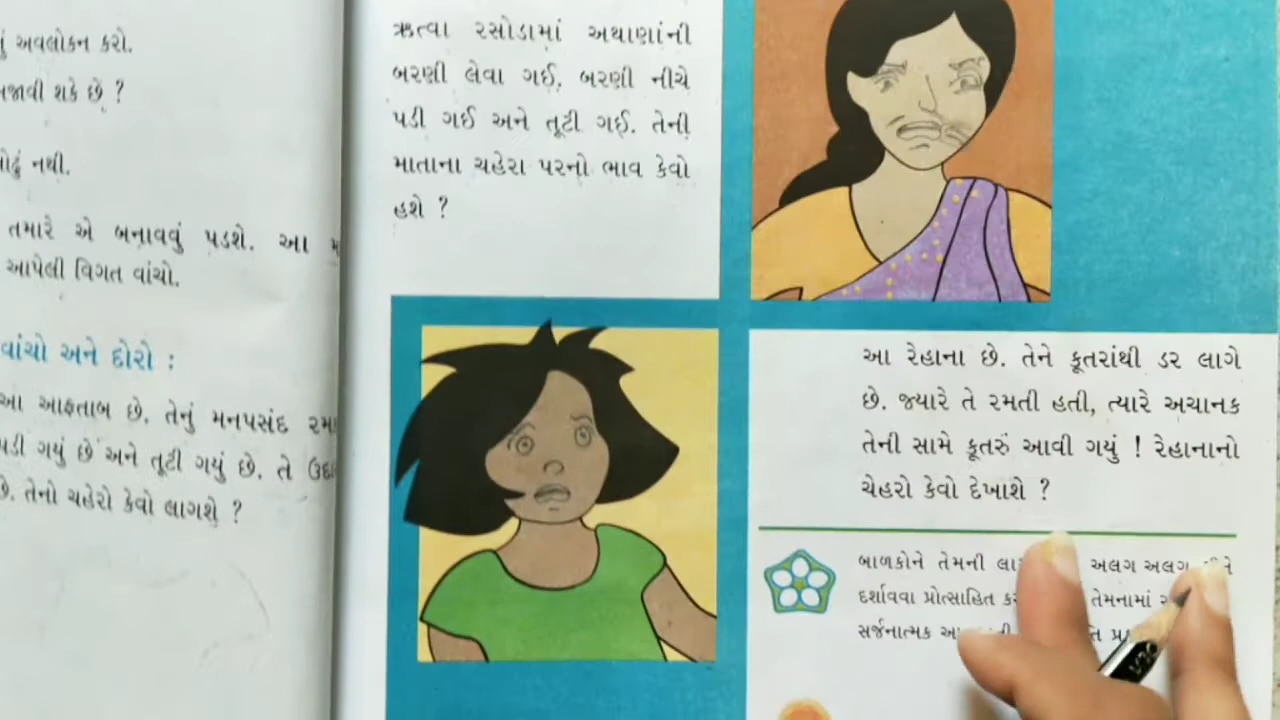 અવલોકન કરો.
શકે છે ?
નથી.
તમારે એ બનાવવું પડશે. આ
આપેલી વિગત વાંચો.
વાંચો અને દોરો :
આ આફતાબ છે. તેનું મનપસંદ
પડી ગયું છે અને તૂટી ગયું છે. તે
છે. તેનો ચહેરો કેવો લાગશે ?
ઋત્વા રસોડામાં અથાણાંની
બરણી લેવા ગઈ. બરણી નીચે
પડી ગઈ અને તૂટી ગઈ. તેની
માતાના ચહેરા પરનો ભાવ કેવો
હશે ?
આ રેહાના છે. તેને કૂતરાંથી ડર લાગે
છે. જ્યારે તે રમતી હતી, ત્યારે અચાનક
તેની સામે કૂતરું આવી ગયું ! રેહાનાનો
ચેહરો કેવો દેખાશે ?
બાળકોને તેમની અલગ અલગ
દર્શાવવા પ્રોત્સાહિત તેમનામાં
સર્જનાત્મક